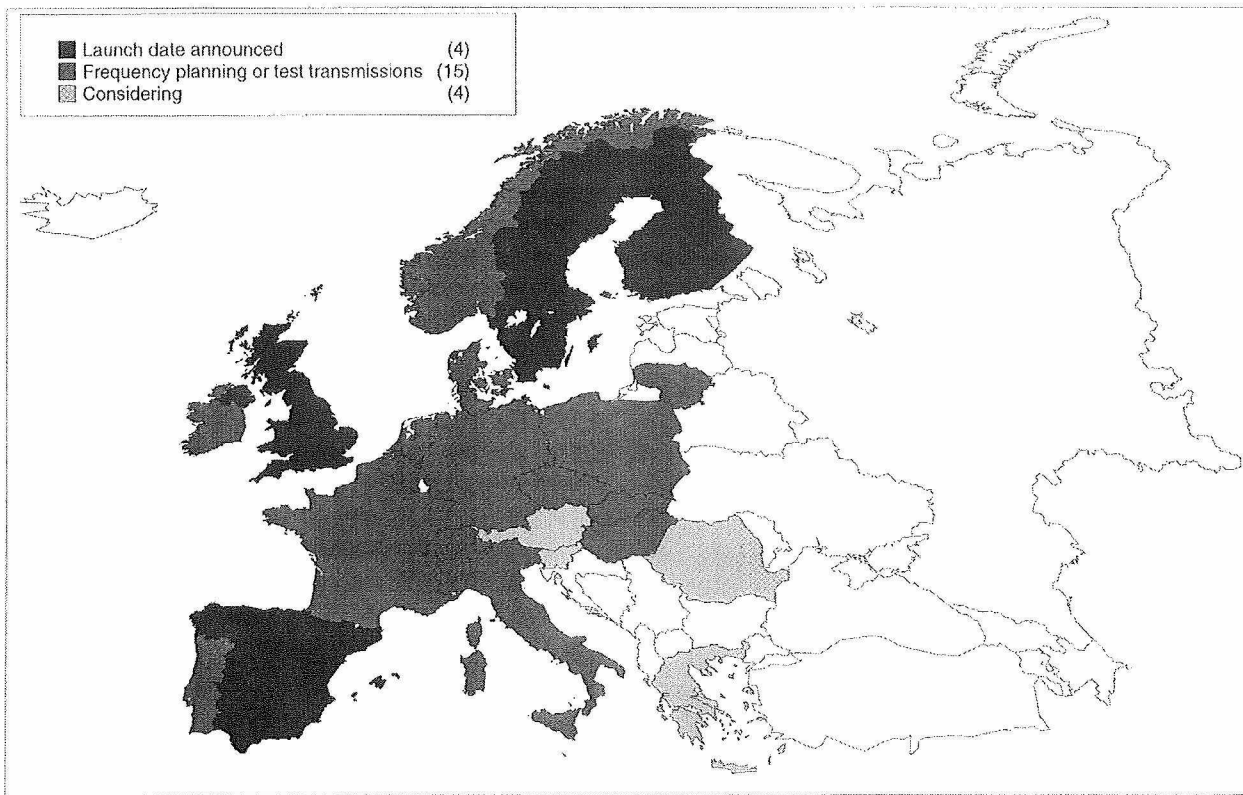 Launch date announced (4)
Frequency planning or test transmissions (15)
Considering (4)